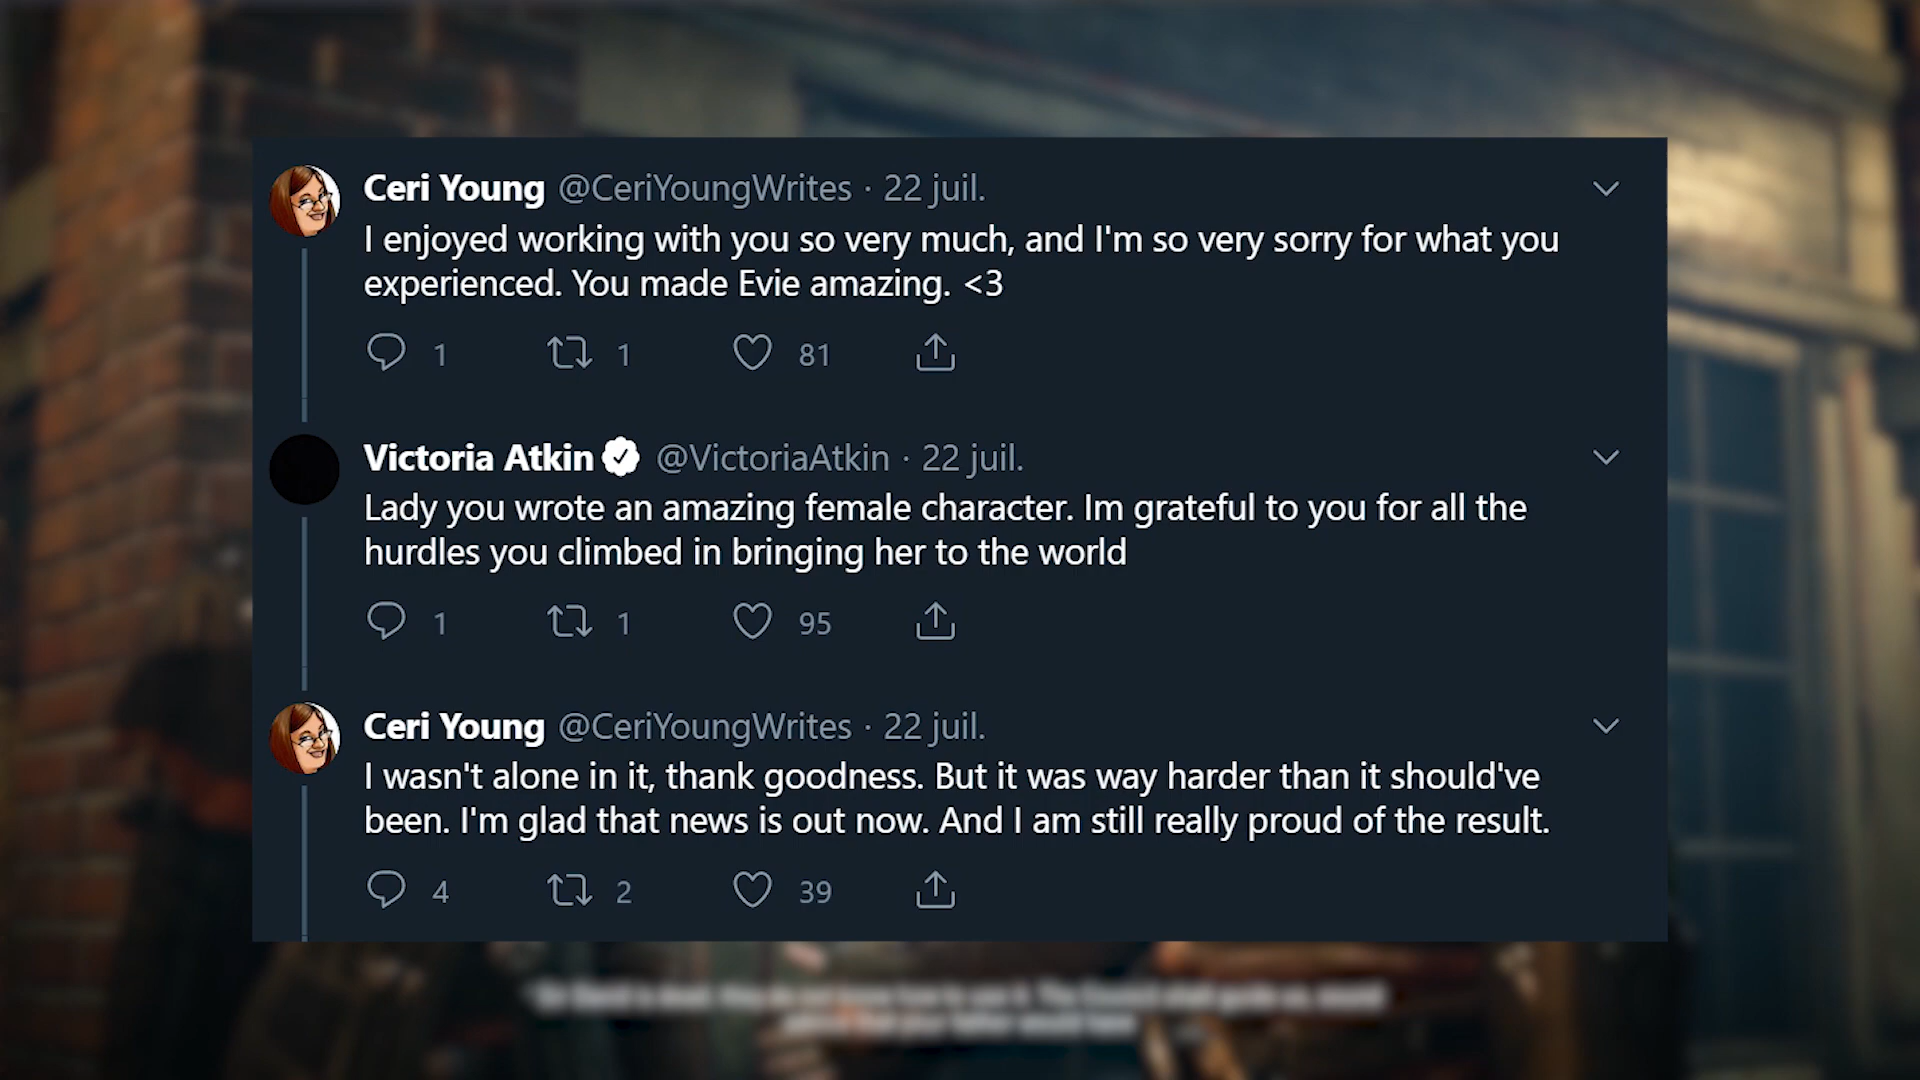 Ceri Young @CeriYoungWrites · 22 juil.
I enjoyed working with you so very much, and I'm so very sorry for what you
experienced. You made Evie amazing. <3
1 1 81
Victoria Atkin @VictoriaAtkin · 22 juil.
Lady you wrote an amazing female character. Im grateful to you for all the
hurdles you climbed in bringing her to the world
1 1 95
Ceri Young @CeriYoungWrites · 22 juil.
I wasn't alone in it, thank goodness. But it was way harder than it should've
been. I'm glad that news is out now. And I am still really proud of the result.
4 2 39